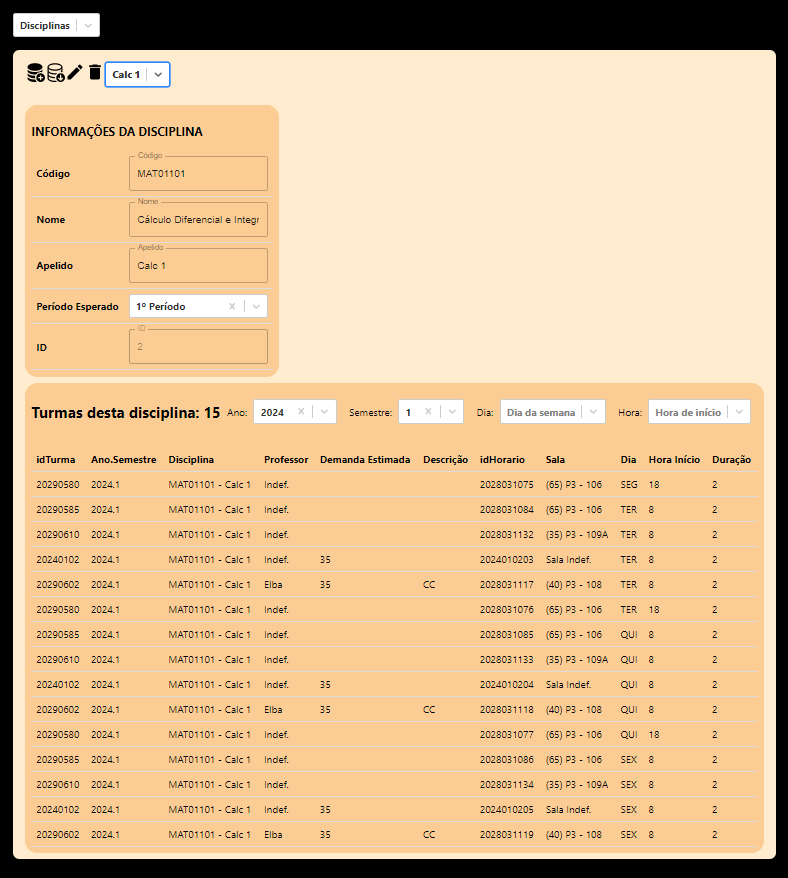 Disciplinas
Calc 1
INFORMAÇÕES DA DISCIPLINA
Código
Código MAT01101
Nome
Nome Cálculo Diferencial e Integr
Apelido
Apelido Calc 1
Período Esperado 1º Período
ID
ID 2
Turmas desta disciplina: 15 Ano: 2024 Semestre: 1 Dia: Dia da semana Hora: Hora de início
idTurma Ano.Semestre Disciplina Professor Demanda Estimada Descrição idHorario Sala Dia Hora Início Duração
20290580 2024.1 MAT01101 - Calc 1 Indef. 2028031075 (65) P3 - 106 SEG 18 2
20290585 2024.1 MAT01101 - Calc 1 Indef. 2028031084 (65) P3 - 106 TER 8 2
20290610 2024.1 MAT01101 - Calc 1 Indef. 2028031132 (35) P3 - 109A TER 8 2
20240102 2024.1 MAT01101 - Calc 1 Indef. 35 2024010203 Sala Indef. TER 8 2
20290602 2024.1 MAT01101 - Calc 1 Elba 35 CC 2028031117 (40) P3 - 108 TER 8 2
20290580 2024.1 MAT01101 - Calc 1 Indef. 2028031076 (65) P3 - 106 TER 18 2
20290585 2024.1 MAT01101 - Calc 1 Indef. 2028031085 (65) P3 - 106 QUI 8 2
20290610 2024.1 MAT01101 - Calc 1 Indef. 2028031133 (35) P3 - 109A QUI 8 2
20240102 2024.1 MAT01101 - Calc 1 Indef. 35 2024010204 Sala Indef. QUI 8 2
20290602 2024.1 MAT01101 - Calc 1 Elba 35 CC 2028031118 (40) P3 - 108 QUI 8 2
20290580 2024.1 MAT01101 - Calc 1 Indef. 2028031077 (65) P3 - 106 QUI 18 2
20290585 2024.1 MAT01101 - Calc 1 Indef. 2028031086 (65) P3 - 106 SEX 8 2
20290610 2024.1 MAT01101 - Calc 1 Indef. 2028031134 (35) P3 - 109A SEX 8 2
20240102 2024.1 MAT01101 - Calc 1 Indef. 35 2024010205 Sala Indef. SEX 8 2
20290602 2024.1 MAT01101 - Calc 1 Elba 35 CC 2028031119 (40) P3 - 108 SEX 8 2